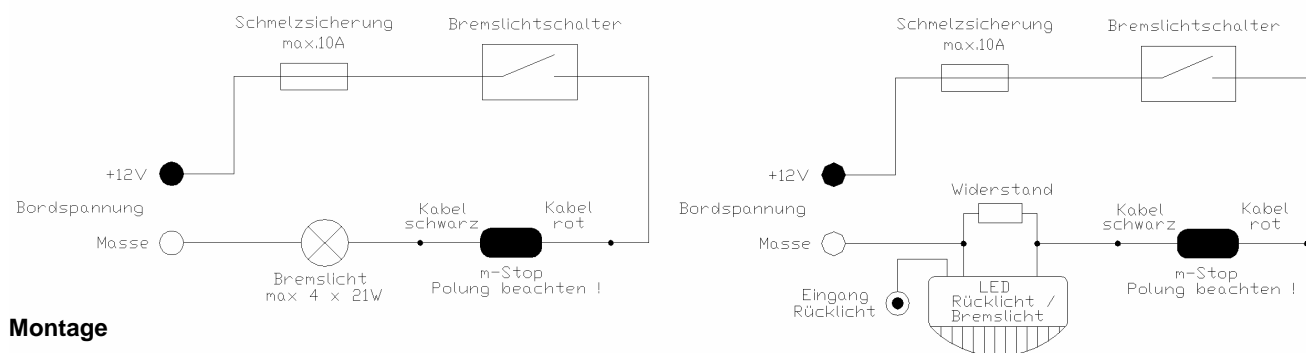 Schmelzsicherung
max.10A
Bremslichtschalter
+12V
Bordspannung
Masse
Kabel
schwarz
Kabel
rot
Bremslicht
max 4 x 21W
m-Stop
Polung beachten !
Schmelzsicherung
max.10A
Bremslichtschalter
+12V
Bordspannung
Masse
Widerstand
Kabel
schwarz
Kabel
rot
Eingang
Rücklicht
LED
Rücklicht /
Bremslicht
m-Stop
Polung beachten !
Montage